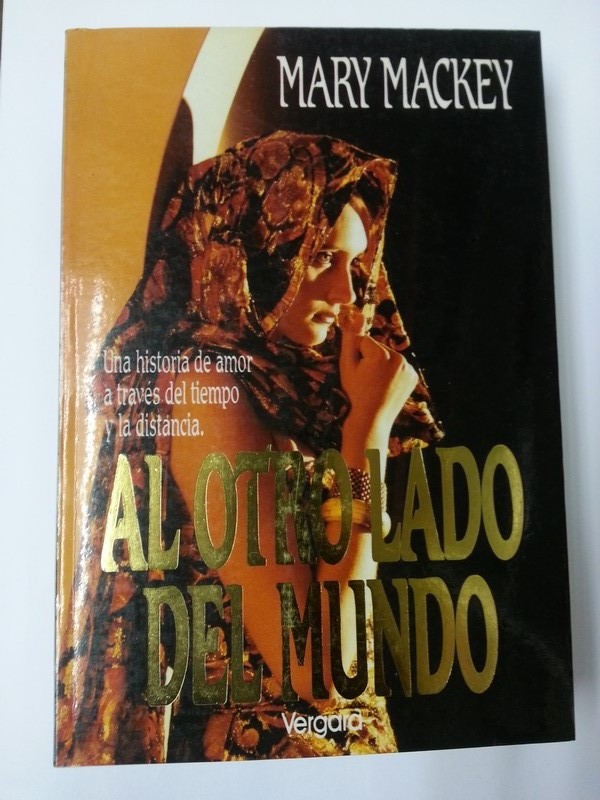 MARY MACKEY
Una historia de amor
a través del tiempo
y la distancia.
AL OTRO LADO
DEL MUNDO
Vergara